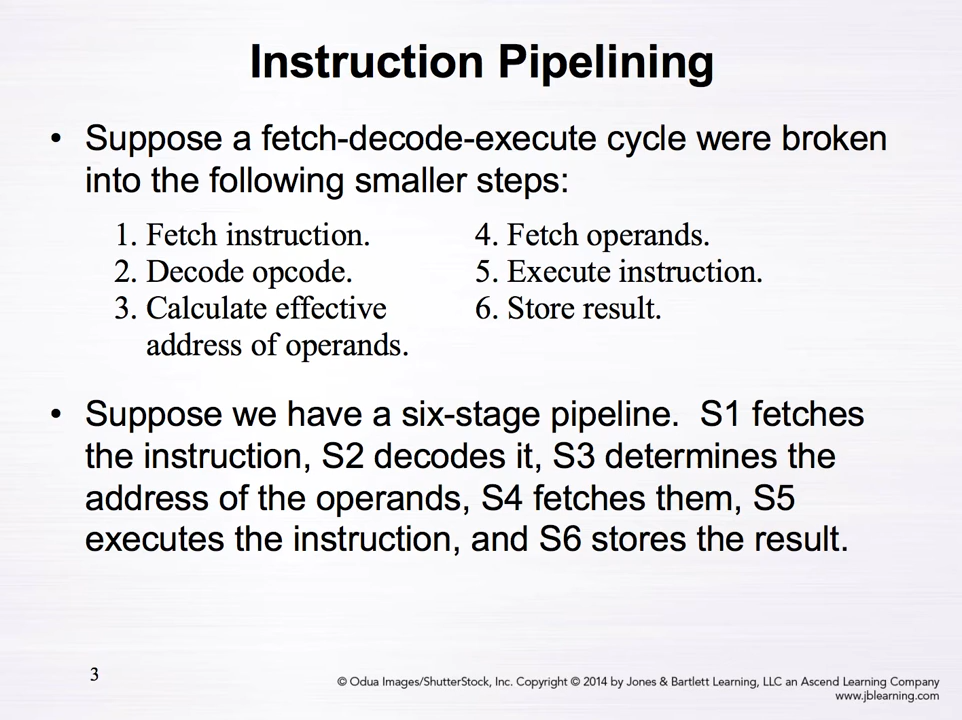 Instruction Pipelining
• Suppose a fetch-decode-execute cycle were broken
into the following smaller steps:
1. Fetch instruction.
2. Decode opcode.
3. Calculate effective
address of operands.
4. Fetch operands.
5. Execute instruction.
6. Store result.
• Suppose we have a six-stage pipeline.  S1 fetches
the instruction, S2 decodes it, S3 determines the
address of the operands, S4 fetches them, S5
executes the instruction, and S6 stores the result.
3
© Odua Images/ShutterStock, Inc. Copyright © 2014 by Jones & Bartlett Learning, LLC an Ascend Learning Company
www.jblearning.com